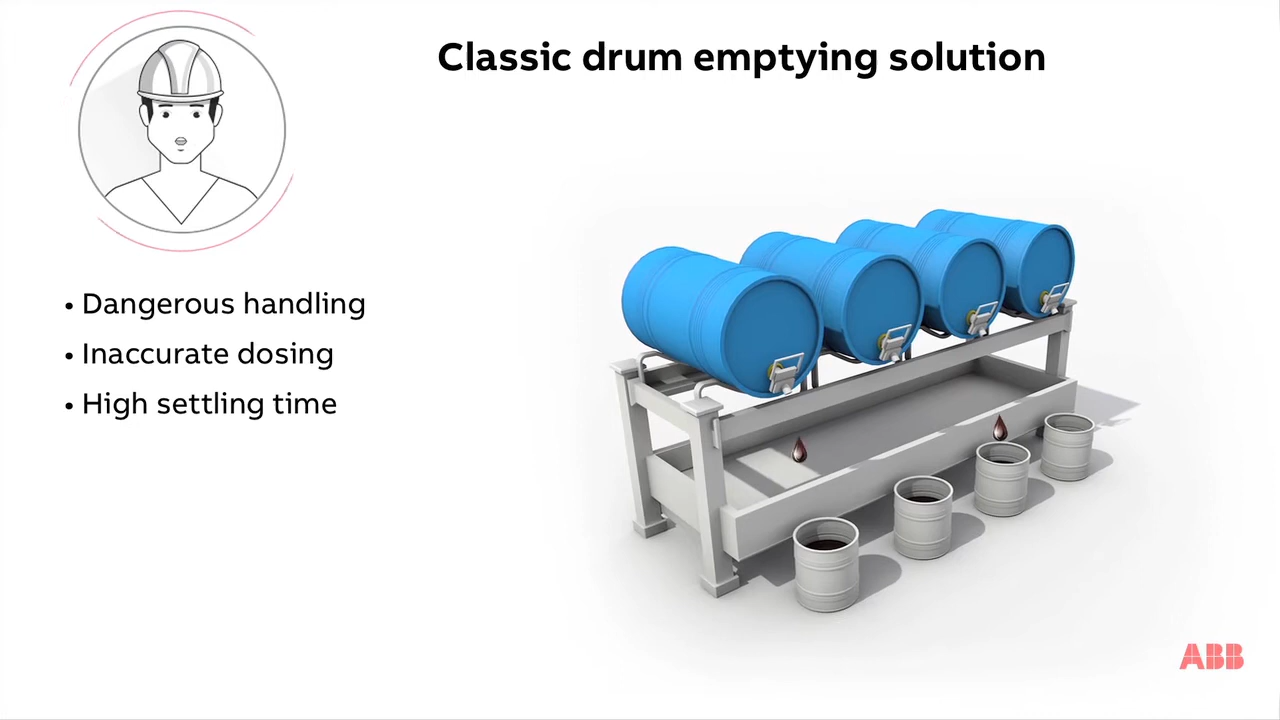 Classic drum emptying solution
• Dangerous handling
• Inaccurate dosing
• High settling time
ABB